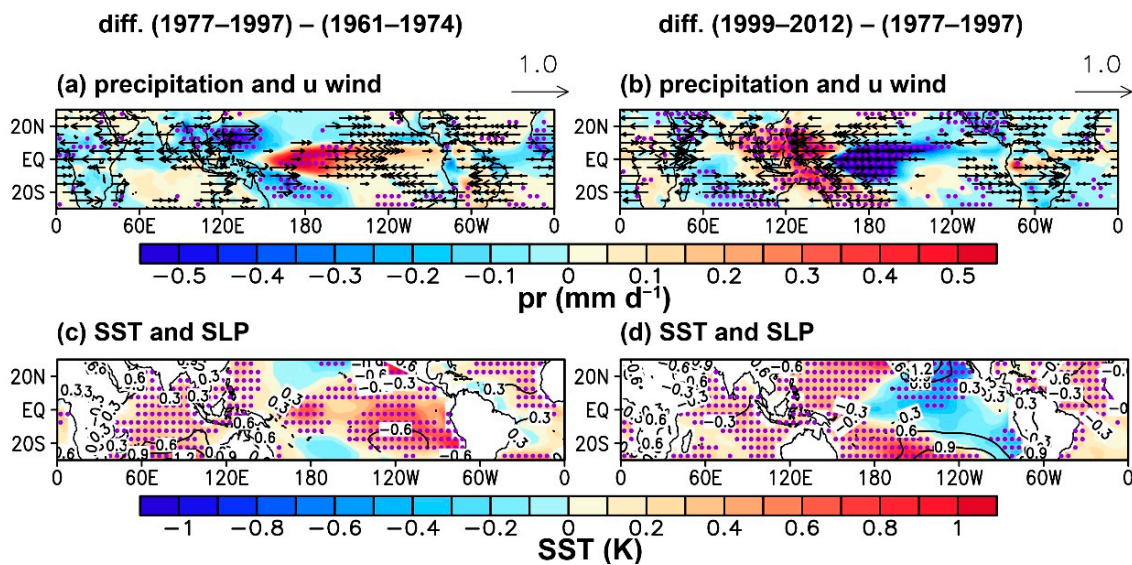 diff. (1977–1997) – (1961–1974)
diff. (1999–2012) – (1977–1997)
(a) precipitation and u wind
1.0
(b) precipitation and u wind
1.0
20N
EQ
20S
0 60E 120E 180 120W 60W 0
20N
EQ
20S
0 60E 120E 180 120W 60W 0
−0.5 −0.4 −0.3 −0.2 −0.1 0 0.1 0.2 0.3 0.4 0.5
pr (mm d⁻¹)
(c) SST and SLP
(d) SST and SLP
20N
EQ
20S
0 60E 120E 180 120W 60W 0
20N
EQ
20S
0 60E 120E 180 120W 60W 0
−1 −0.8 −0.6 −0.4 −0.2 0 0.2 0.4 0.6 0.8 1
SST (K)